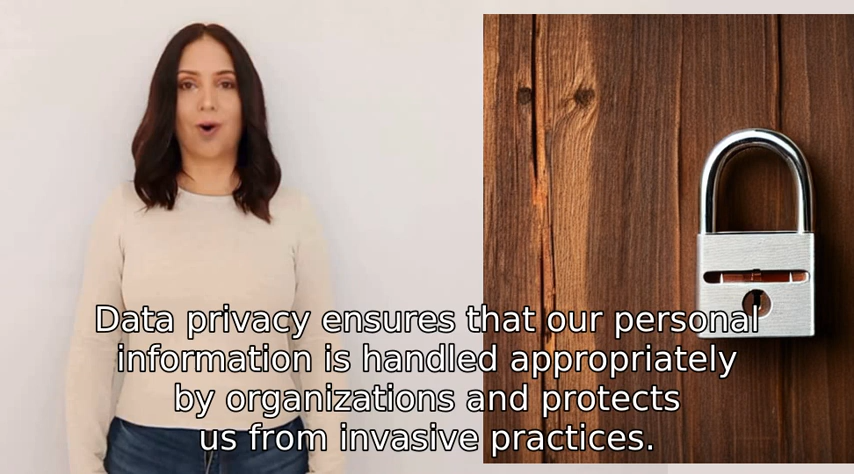 Data privacy ensures that our personal
information is handled appropriately
by organizations and protects
us from invasive practices.